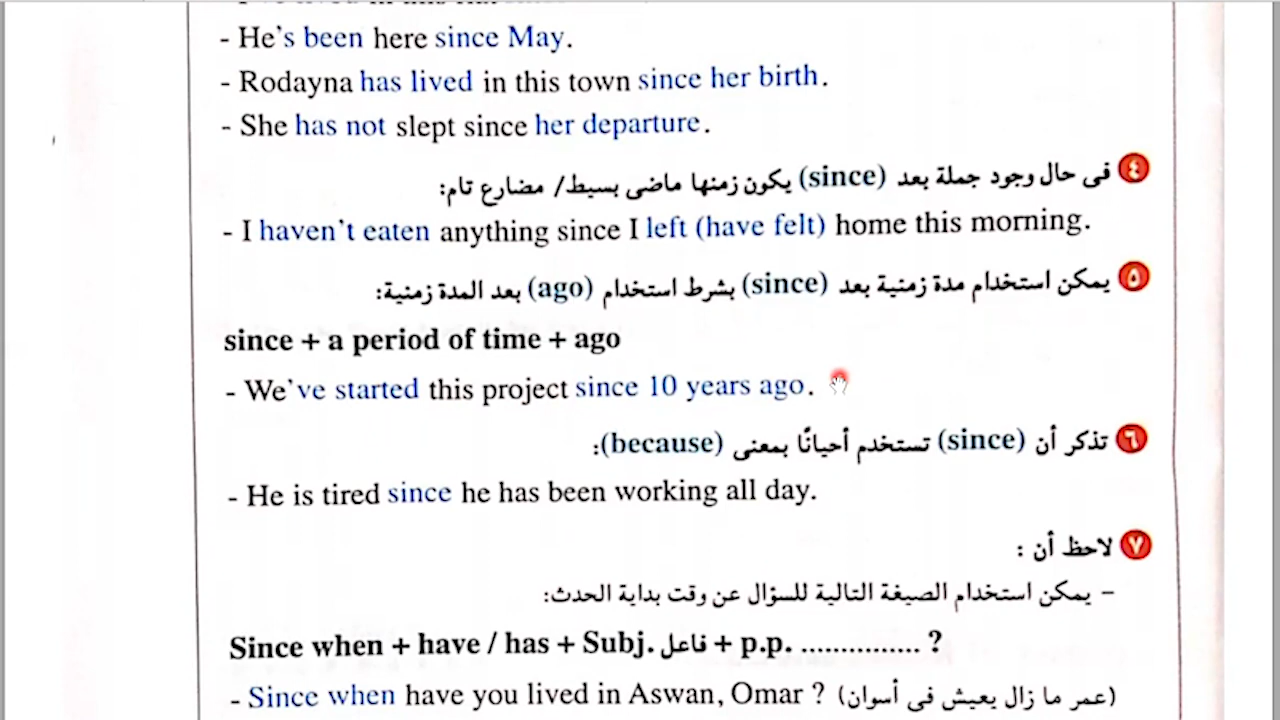 - He's been here since May.
- Rodayna has lived in this town since her birth.
- She has not slept since her departure.
٤ فى حال وجود جملة بعد (since) يكون زمنها ماضى بسيط/ مضارع تام:
- I haven't eaten anything since I left (have felt) home this morning.
٥ يمكن استخدام مدة زمنية بعد (since) بشرط استخدام (ago) بعد المدة زمنية:
since + a period of time + ago
- We've started this project since 10 years ago.
٦ تذكر أن (since) تستخدم أحيانًا بمعنى (because):
- He is tired since he has been working all day.
٧ لاحظ أن :
- يمكن استخدام الصيغة التالية للسؤال عن وقت بداية الحدث:
Since when + have / has + Subj. فاعل + p.p. ................ ?
- Since when have you lived in Aswan, Omar ? (عمر ما زال يعيش فى أسوان)